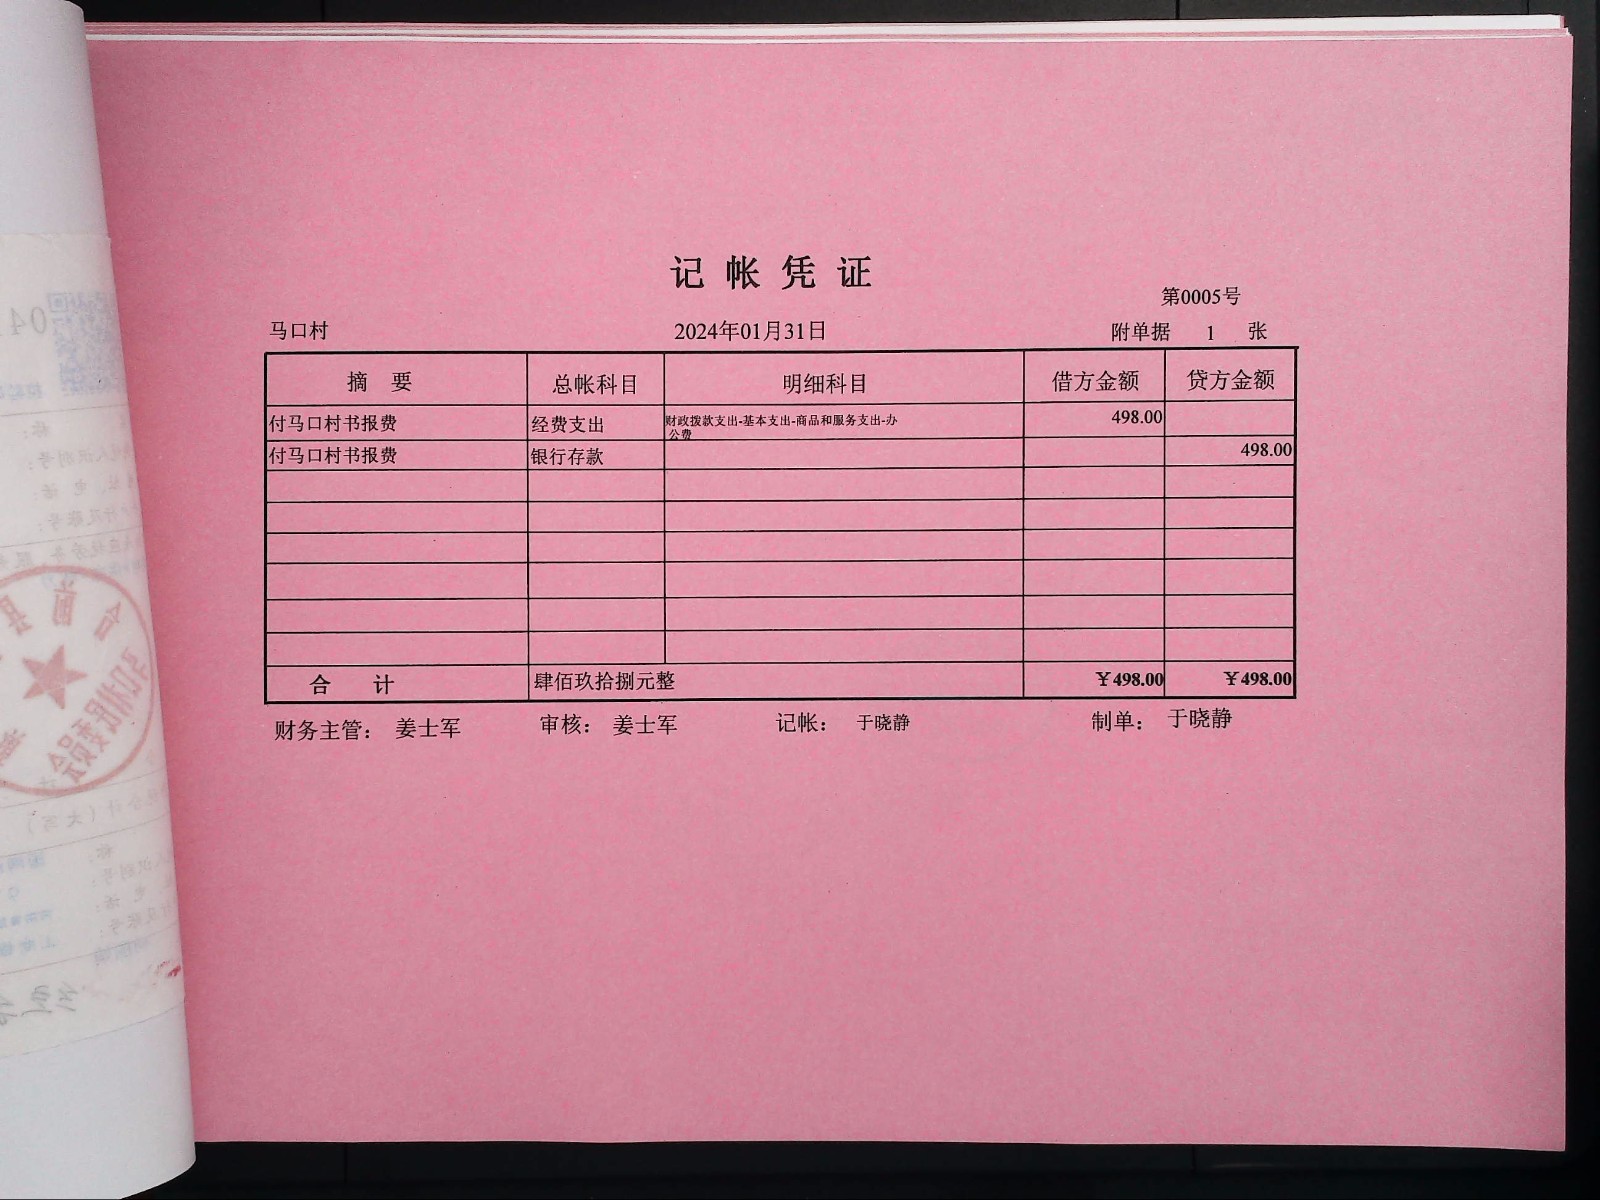 记帐凭证
第0005号
马口村 2024年01月31日 附单据 1 张
摘 要 总帐科目 明细科目 借方金额 贷方金额
付马口村书报费 经费支出 财政拨款支出-基本支出-商品和服务支出-办 498.00
公费
付马口村书报费 银行存款 498.00
合 计 肆佰玖拾捌元整 ￥498.00 ￥498.00
财务主管： 姜士军 审核： 姜士军 记帐： 于晓静 制单： 于晓静